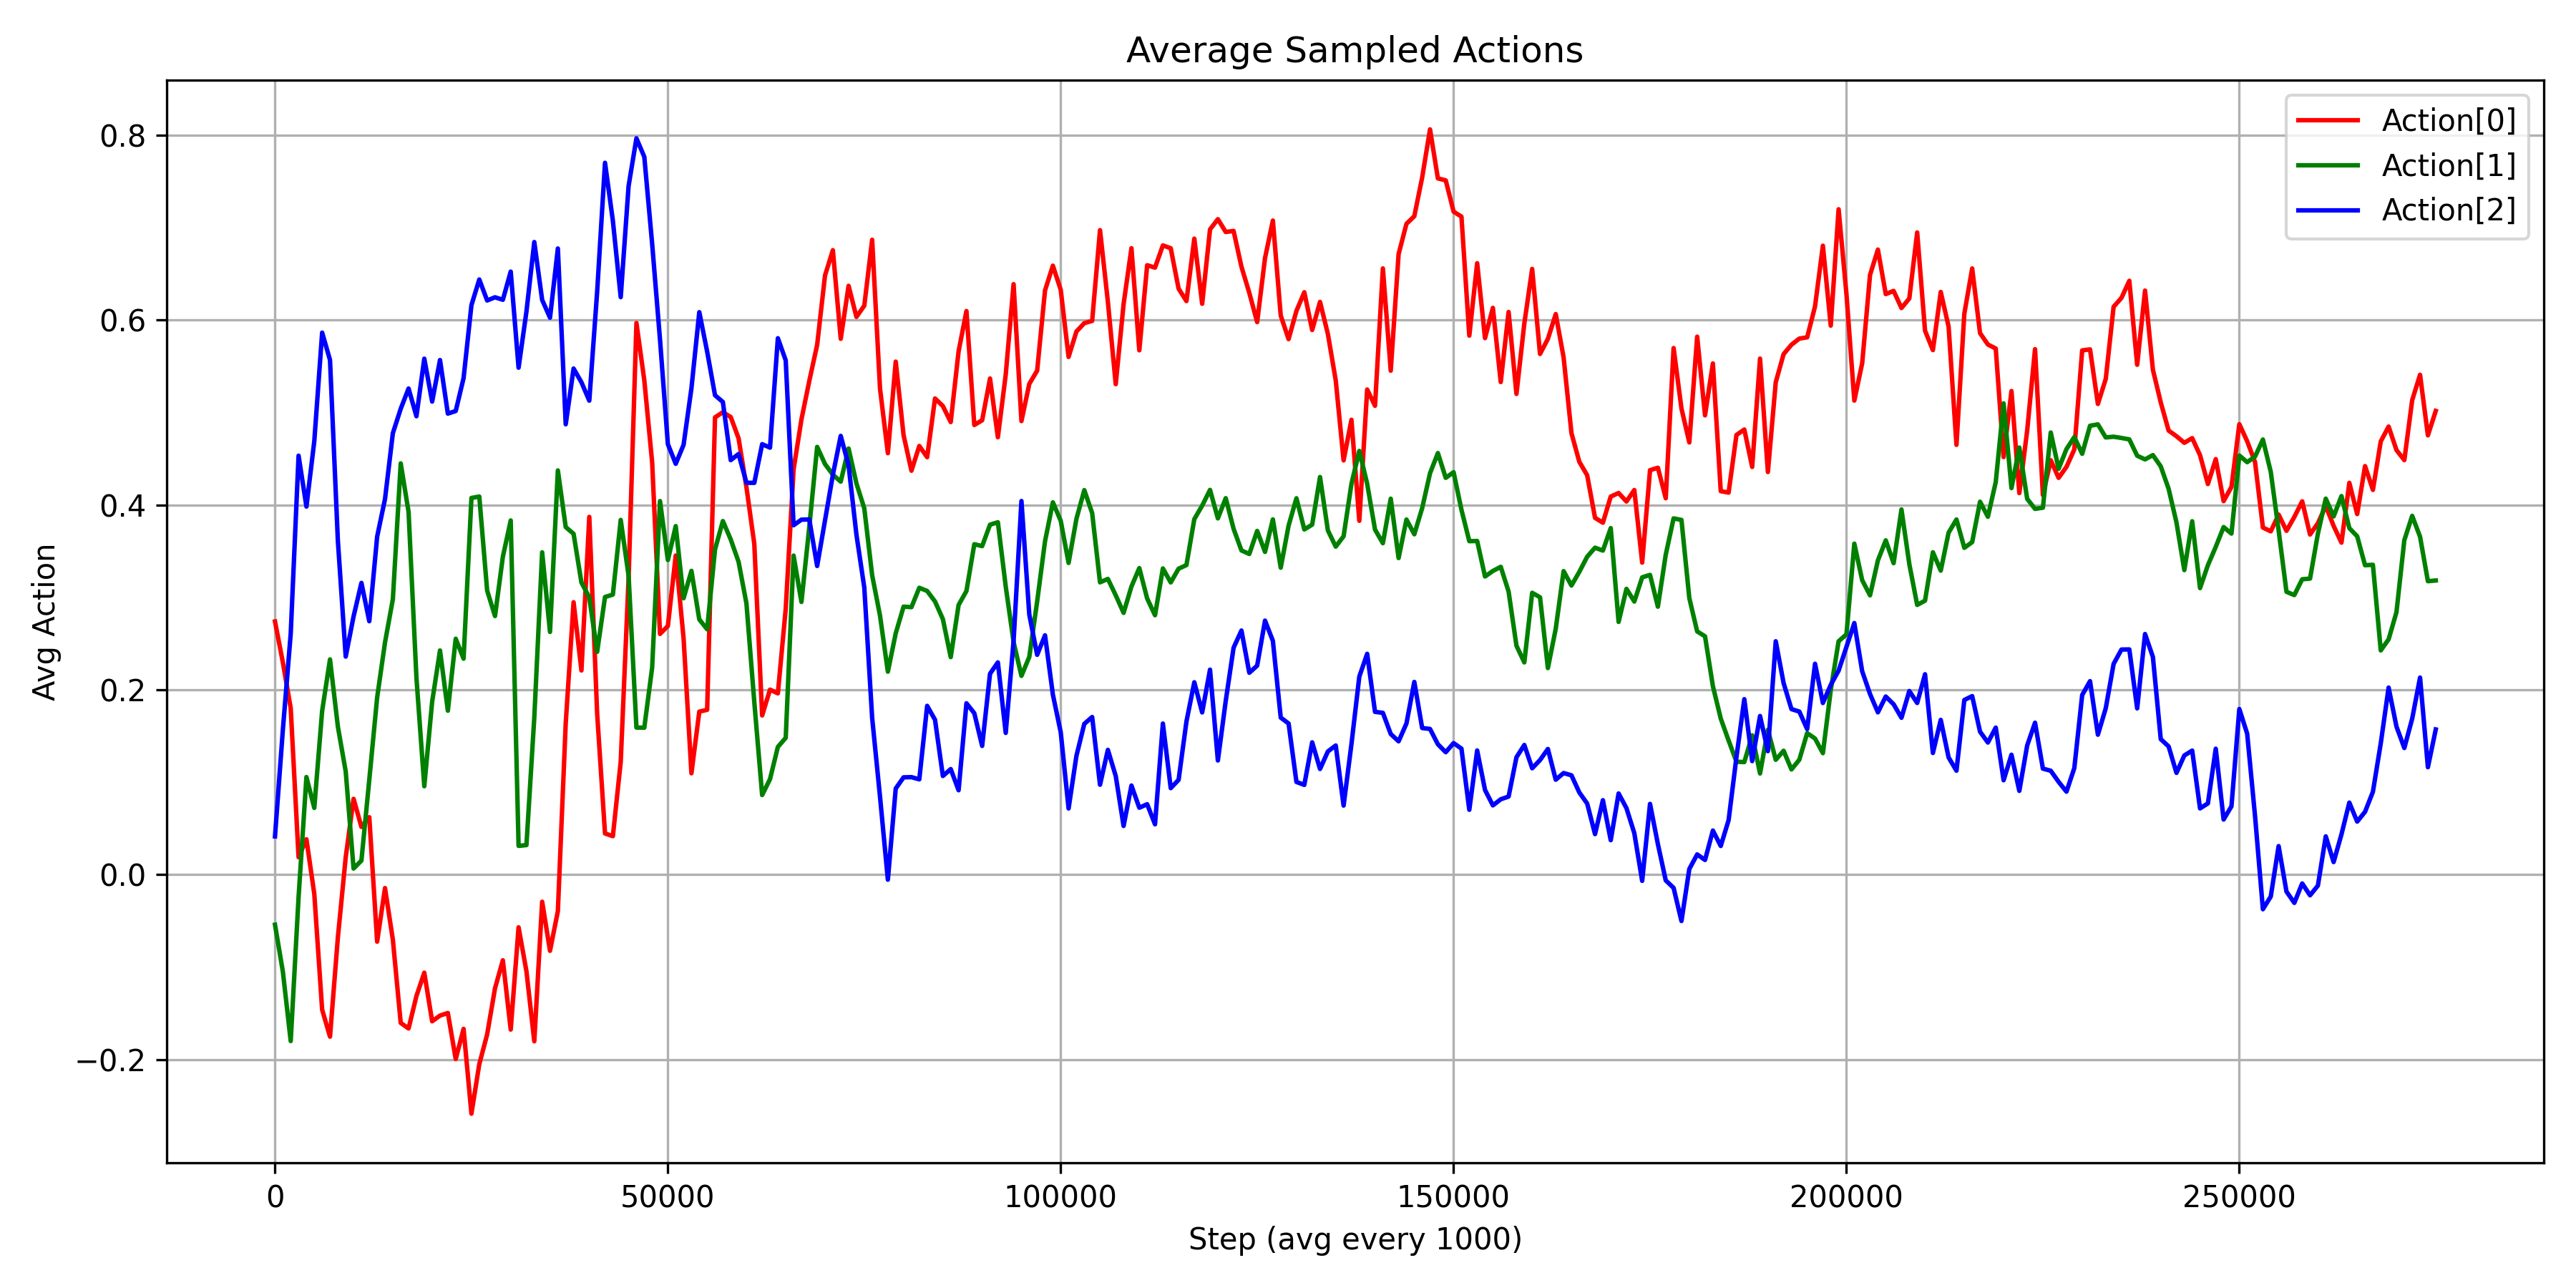 Average Sampled Actions
Action[0]
Action[1]
Action[2]
0.8
0.6
0.4
0.2
0.0
−0.2
Avg Action
0 50000 100000 150000 200000 250000
Step (avg every 1000)